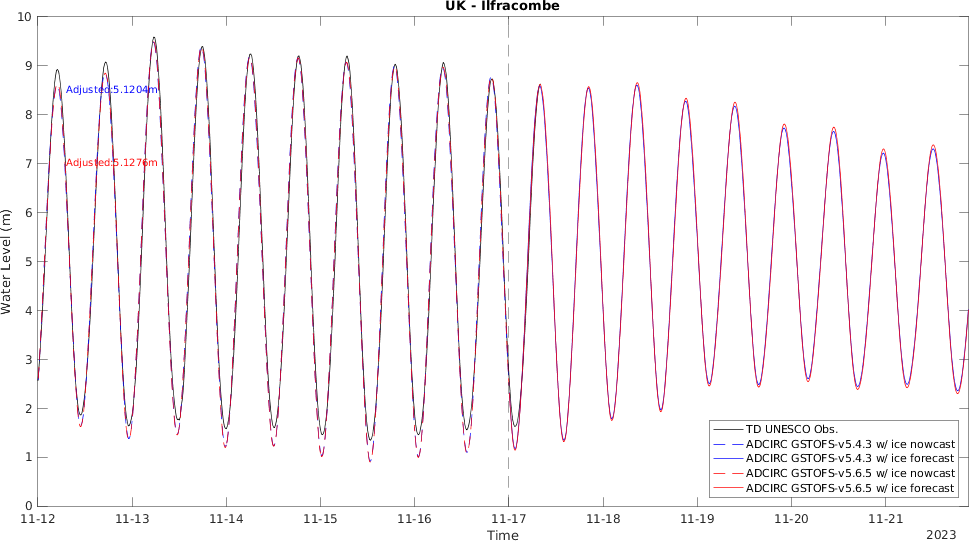 UK - Ilfracombe
10
9
8
7
6
5
4
3
2
1
0
Water Level (m)
Adjusted:5.1204m
Adjusted:5.1276m
TD UNESCO Obs.
ADCIRC GSTOFS-v5.4.3 w/ ice nowcast
ADCIRC GSTOFS-v5.4.3 w/ ice forecast
ADCIRC GSTOFS-v5.6.5 w/ ice nowcast
ADCIRC GSTOFS-v5.6.5 w/ ice forecast
11-12 11-13 11-14 11-15 11-16 11-17 11-18 11-19 11-20 11-21
Time
2023